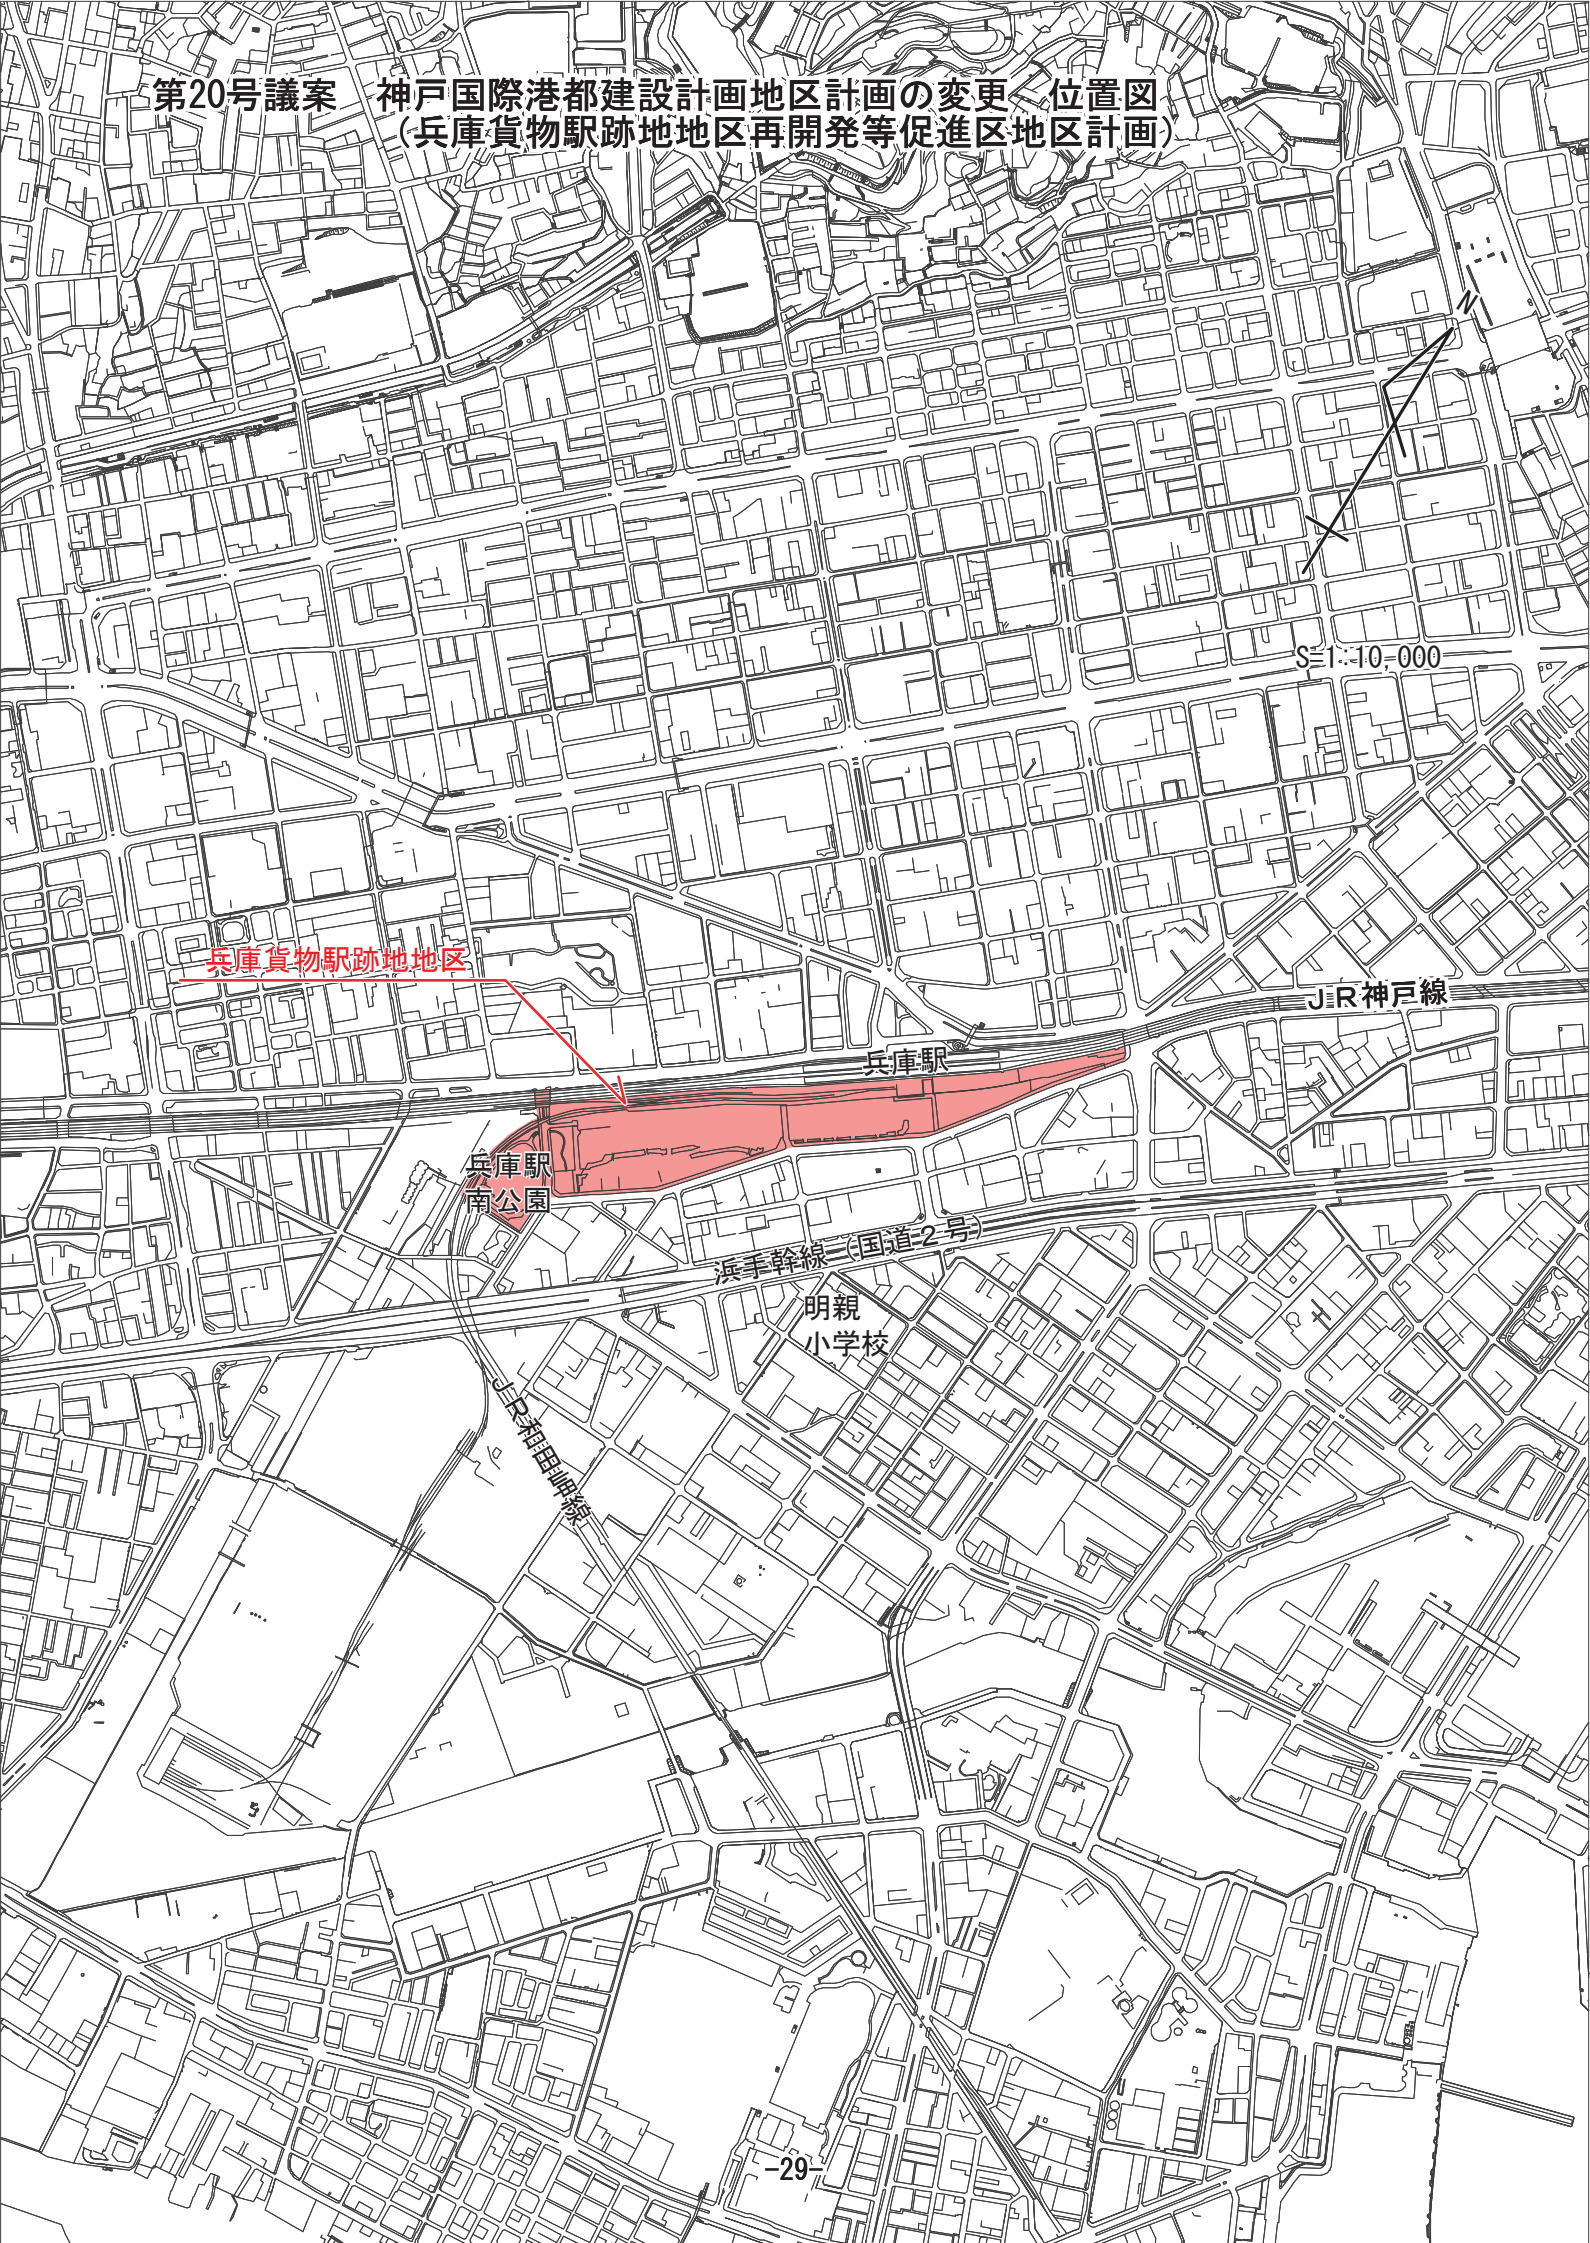 第20号議案　神戸国際港都建設計画地区計画の変更　位置図
（兵庫貨物駅跡地地区再開発等促進区地区計画）
N
S=1:10,000
兵庫貨物駅跡地地区
ＪＲ神戸線
兵庫駅
兵庫駅
南公園
浜手幹線（国道２号）
明親
小学校
ＪＲ和田岬線
-29-